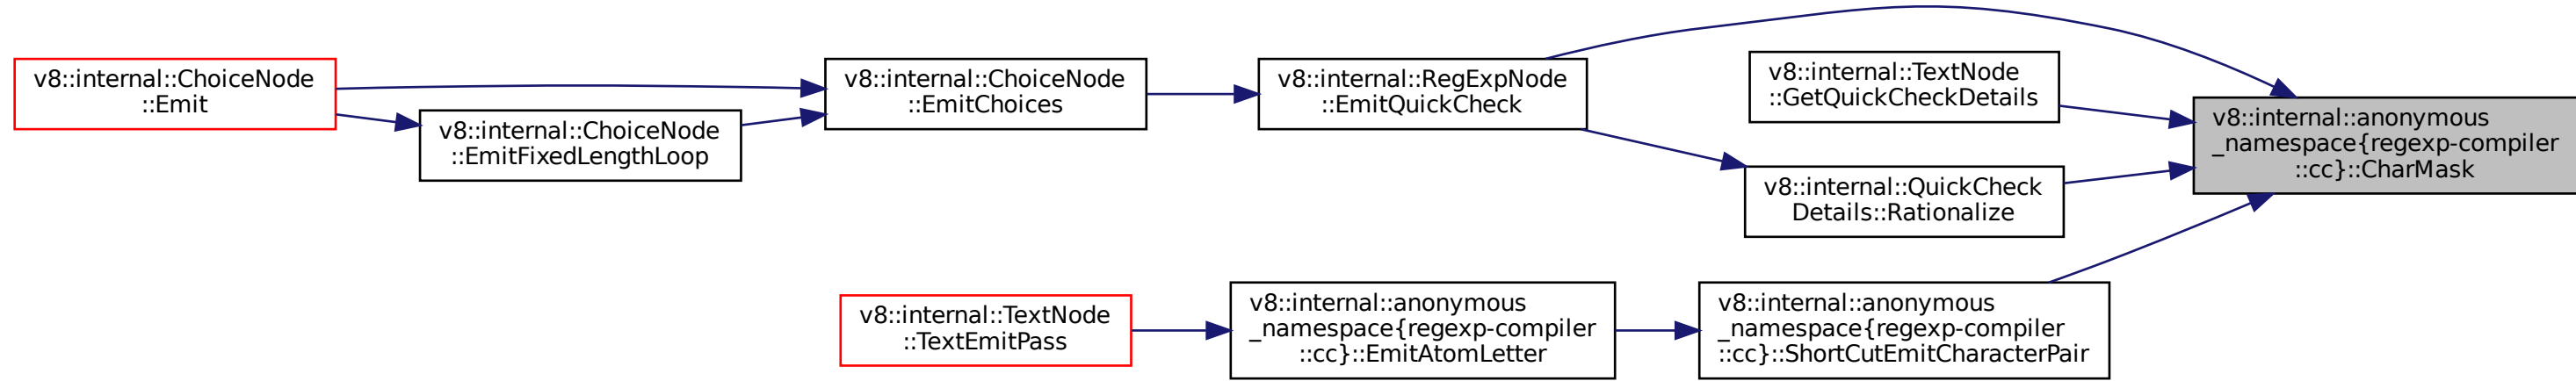 v8::internal::ChoiceNode
::Emit
v8::internal::ChoiceNode
::EmitFixedLengthLoop
v8::internal::ChoiceNode
::EmitChoices
v8::internal::RegExpNode
::EmitQuickCheck
v8::internal::TextNode
::GetQuickCheckDetails
v8::internal::QuickCheck
Details::Rationalize
v8::internal::anonymous
_namespace{regexp-compiler
::cc}::CharMask
v8::internal::TextNode
::TextEmitPass
v8::internal::anonymous
_namespace{regexp-compiler
::cc}::EmitAtomLetter
v8::internal::anonymous
_namespace{regexp-compiler
::cc}::ShortCutEmitCharacterPair